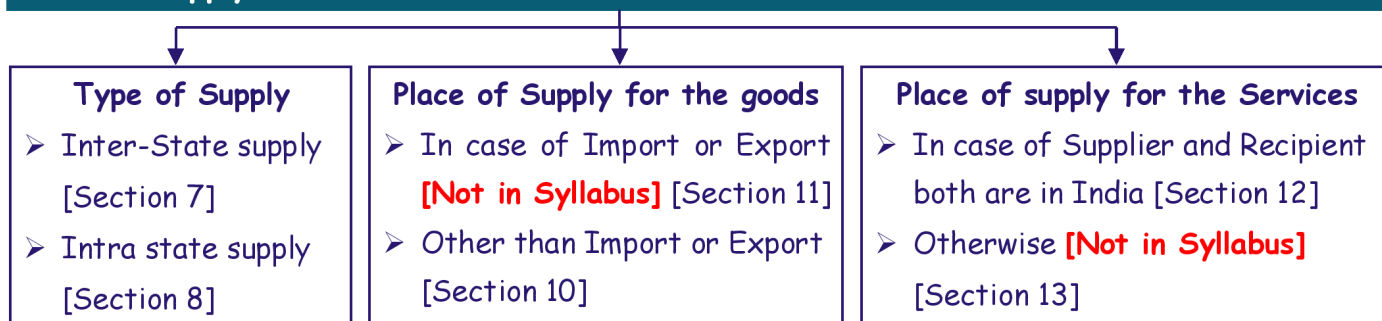 Type of Supply
➢ Inter-State supply
[Section 7]
➢ Intra state supply
[Section 8]
Place of Supply for the goods
➢ In case of Import or Export
[Not in Syllabus] [Section 11]
➢ Other than Import or Export
[Section 10]
Place of supply for the Services
➢ In case of Supplier and Recipient
both are in India [Section 12]
➢ Otherwise [Not in Syllabus]
[Section 13]